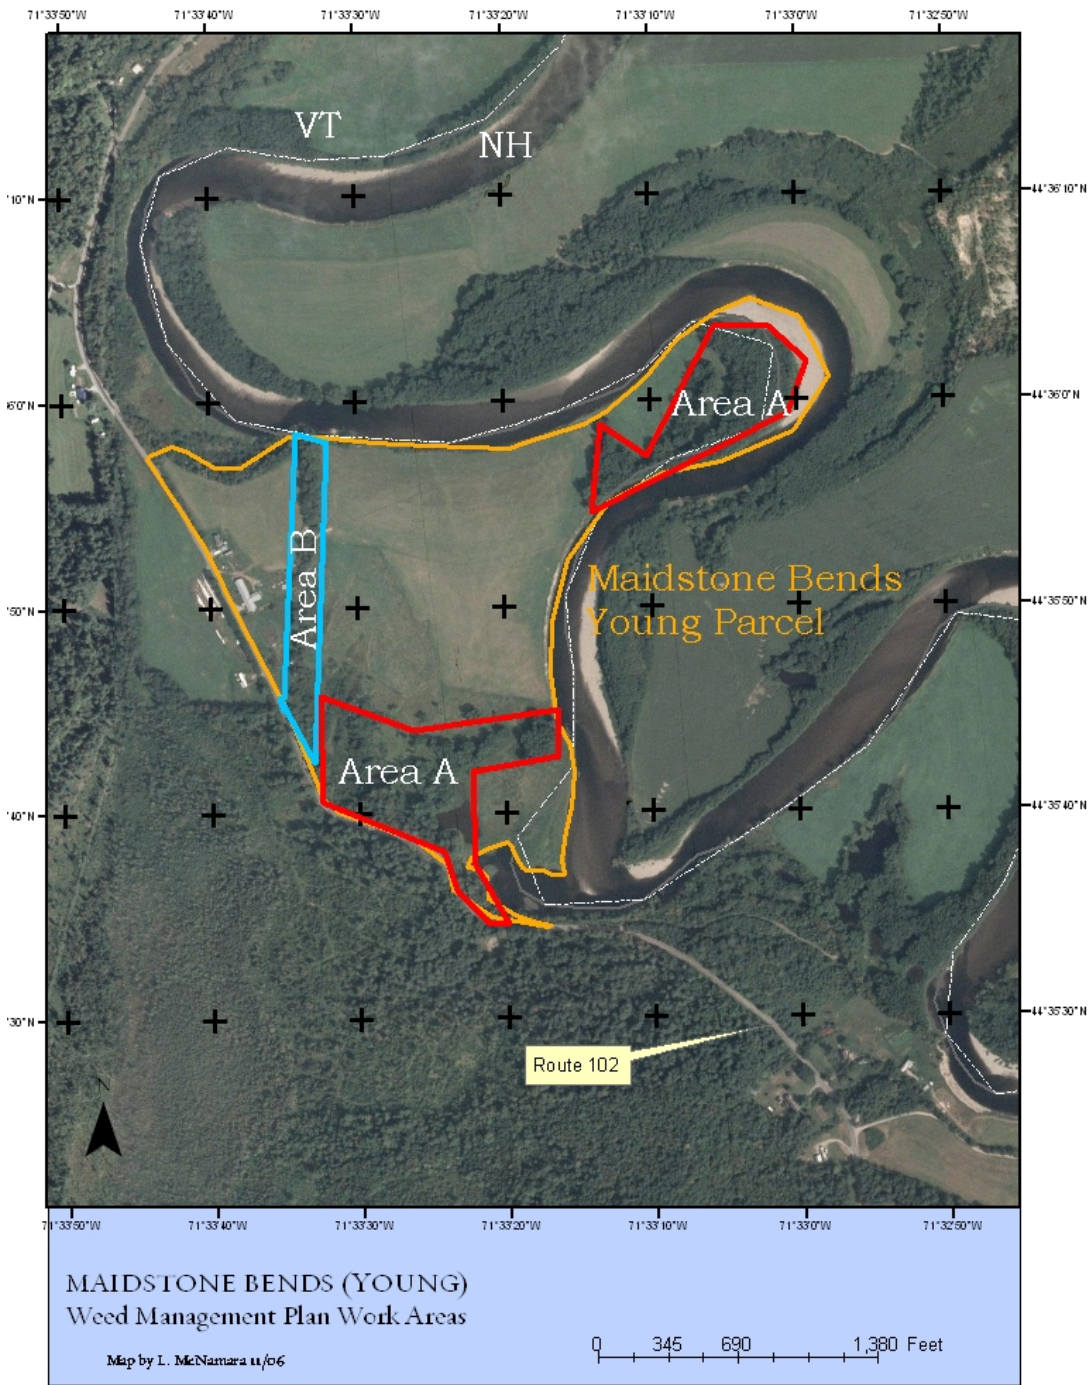 71°33'50"W 71°33'40"W 71°33'30"W 71°33'20"W 71°33'10"W 71°33'0"W 71°32'50"W
VT
NH
'10"N 44°36'10"N
Area A
'6'0"N 44°36'0"N
Area B
Maidstone Bends
Young Parcel
'50"N 44°35'50"N
Area A
'40"N 44°35'40"N
'30"N 44°35'30"N
Route 102
N
71°33'50"W 71°33'40"W 71°33'30"W 71°33'20"W 71°33'10"W 71°33'0"W 71°32'50"W
MAIDSTONE BENDS (YOUNG)
Weed Management Plan Work Areas
0 345 690 1,380 Feet
Map by L. McNamara 11/06